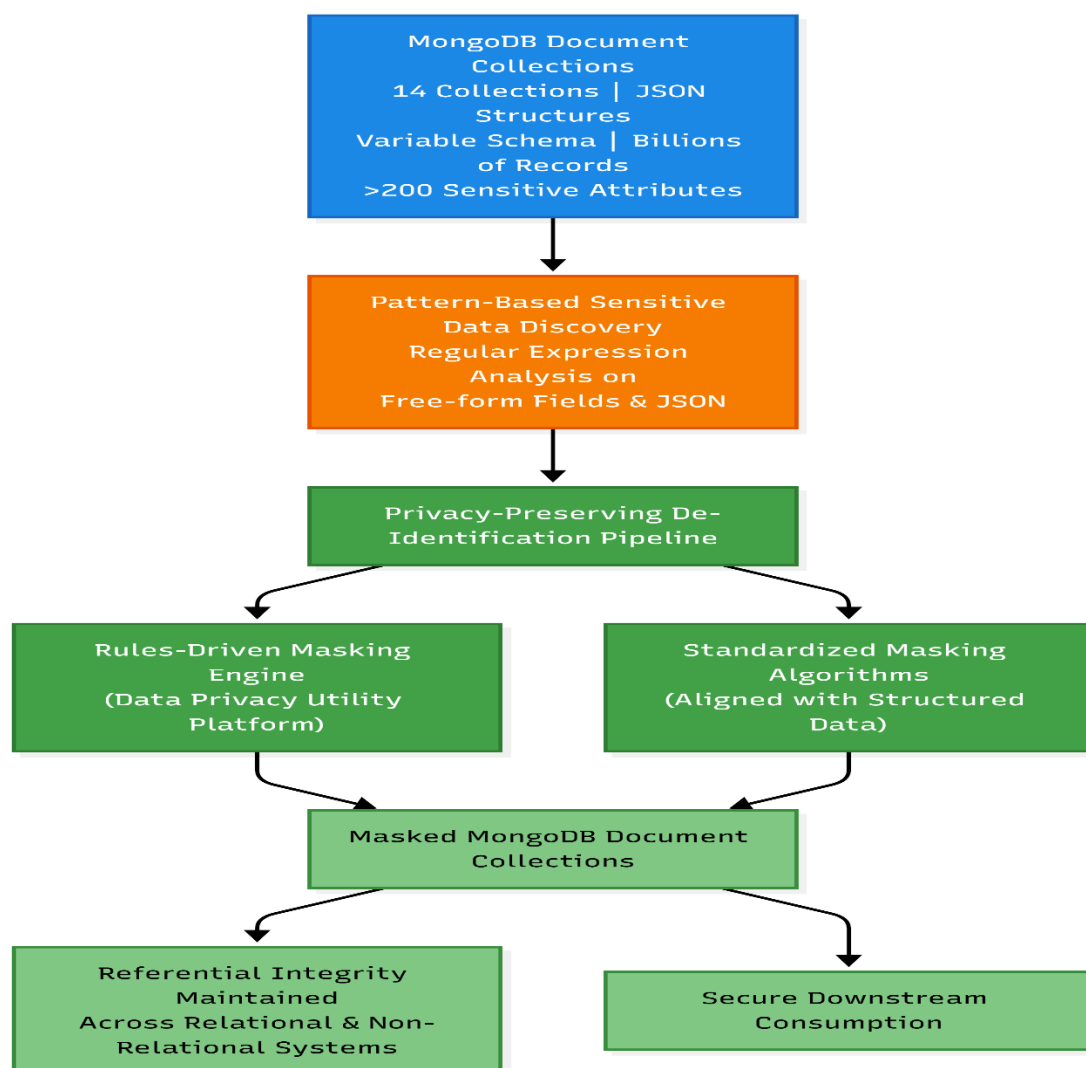 MongoDB Document
Collections
14 Collections | JSON
Structures
Variable Schema | Billions
of Records
>200 Sensitive Attributes
Pattern-Based Sensitive
Data Discovery
Regular Expression
Analysis on
Free-form Fields & JSON
Privacy-Preserving De-
Identification Pipeline
Rules-Driven Masking
Engine
(Data Privacy Utility
Platform)
Standardized Masking
Algorithms
(Aligned with Structured
Data)
Masked MongoDB Document
Collections
Referential Integrity
Maintained
Across Relational & Non-
Relational Systems
Secure Downstream
Consumption